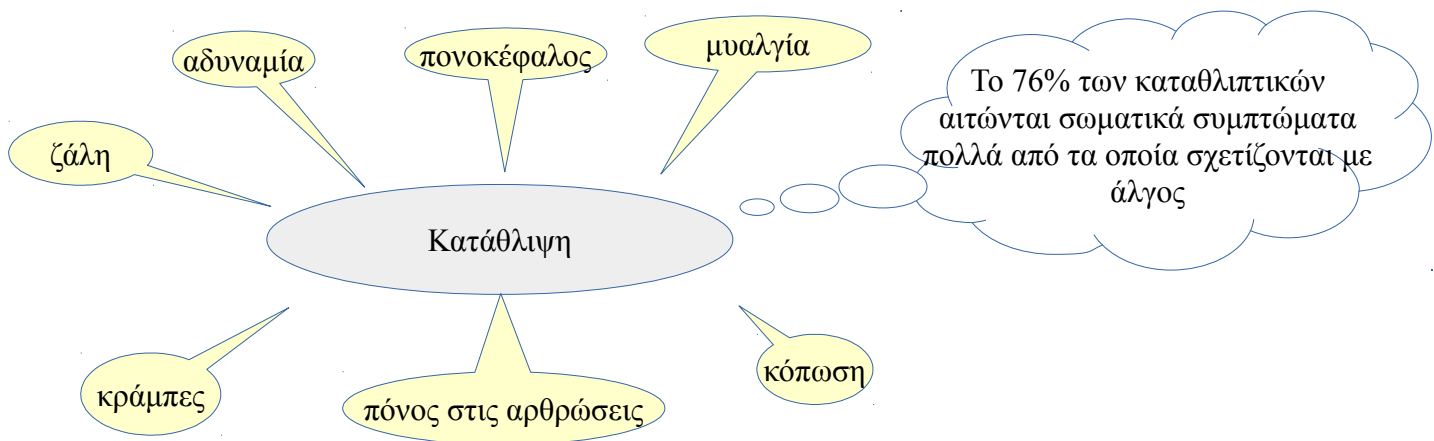 αδυναμία
πονοκέφαλος
μυαλγία
ζάλη
Το 76% των καταθλιπτικών
αιτώνται σωματικά συμπτώματα
πολλά από τα οποία σχετίζονται με
άλγος
Κατάθλιψη
κράμπες
πόνος στις αρθρώσεις
κόπωση